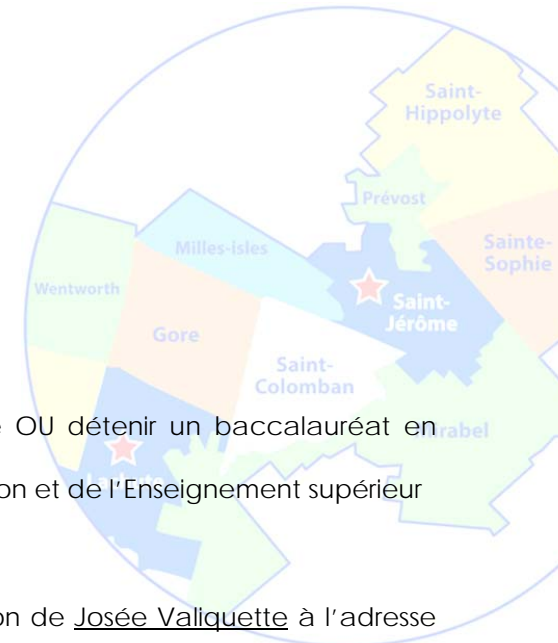 Saint-
Hippolyte
Prévost
Milles-isles
Sainte-
Sophie
Wentworth
Saint-
Jérôme
Gore
Saint-
Colomban
OU détenir un baccalauréat en
Mirabel
on et de l'Enseignement supérieur
on de Josée Valiquette à l'adresse